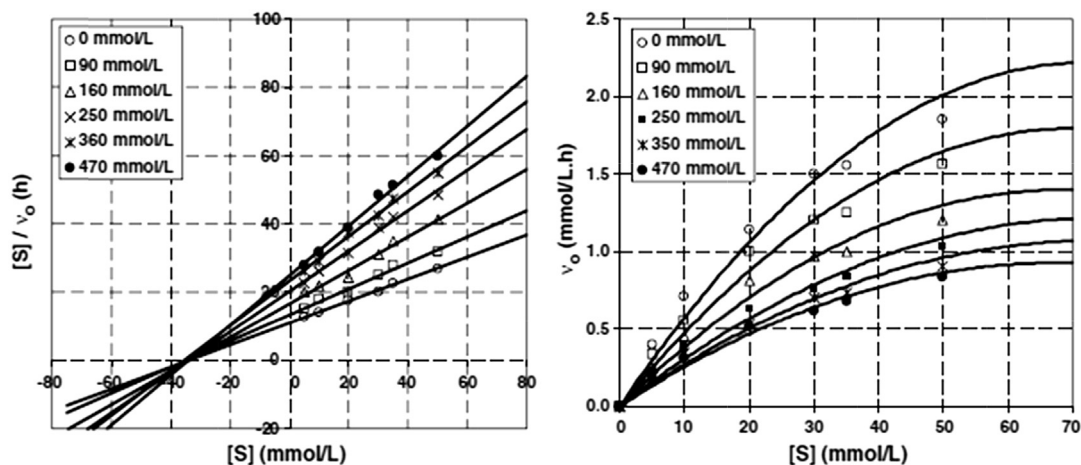 [S] / νo (h)
100
80
60
40
20
0
-20
-80
-60
-40
-20
0
20
40
60
80
[S] (mmol/L)
0 mmol/L
90 mmol/L
160 mmol/L
250 mmol/L
360 mmol/L
470 mmol/L
νo (mmol/L.h)
2.5
2.0
1.5
1.0
0.5
0.0
0
10
20
30
40
50
60
70
[S] (mmol/L)
0 mmol/L
90 mmol/L
160 mmol/L
250 mmol/L
350 mmol/L
470 mmol/L